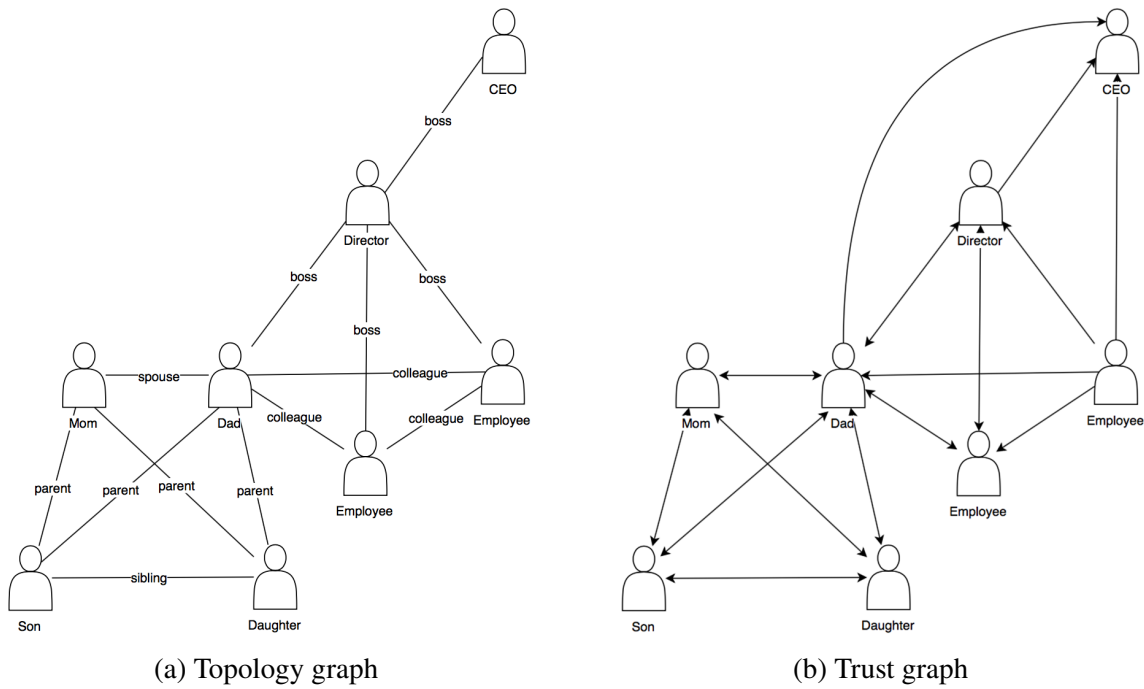 CEO
boss
Director
boss
boss
boss
spouse
colleague
Mom
Dad
colleague
colleague
Employee
Employee
parent
parent
parent
parent
sibling
Son
Daughter
(a) Topology graph
CEO
Director
Mom
Dad
Employee
Employee
Son
Daughter
(b) Trust graph